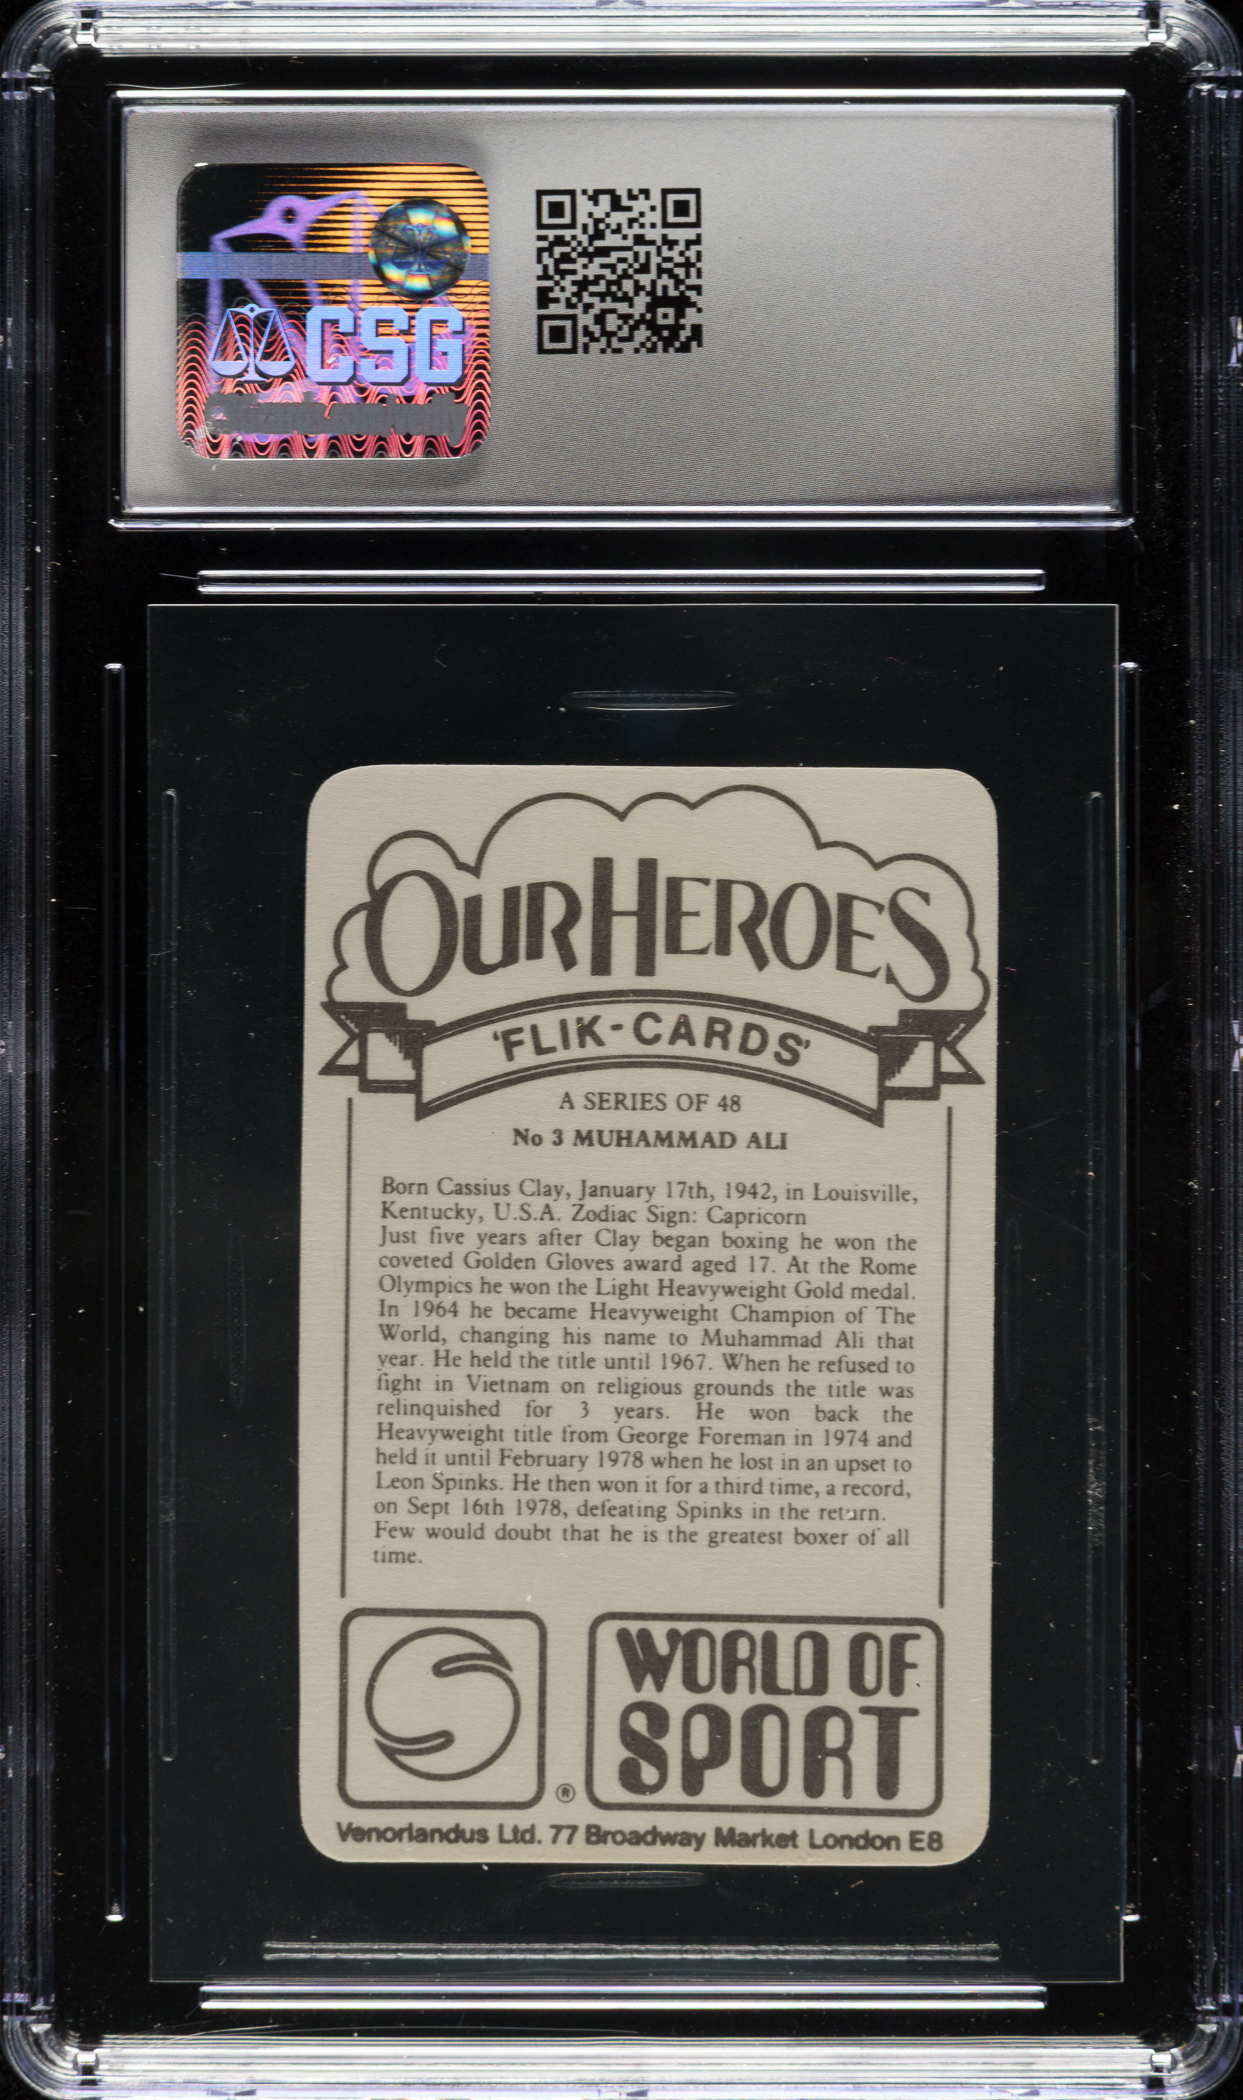 CSG
OUR HEROES
'FLIK-CARDS'
A SERIES OF 48
No 3 MUHAMMAD ALI
Born Cassius Clay, January 17th, 1942, in Louisville,
Kentucky, U.S.A. Zodiac Sign: Capricorn
Just five years after Clay began boxing he won the
coveted Golden Gloves award aged 17. At the Rome
Olympics he won the Light Heavyweight Gold medal.
In 1964 he became Heavyweight Champion of The
World, changing his name to Muhammad Ali that
year. He held the title until 1967. When he refused to
fight in Vietnam on religious grounds the title was
relinquished for 3 years. He won back the
Heavyweight title from George Foreman in 1974 and
held it until February 1978 when he lost in an upset to
Leon Spinks. He then won it for a third time, a record,
on Sept 16th 1978, defeating Spinks in the return.
Few would doubt that he is the greatest boxer of all
time.
WORLD OF
SPORT
®
Venorlandus Ltd. 77 Broadway Market London E8